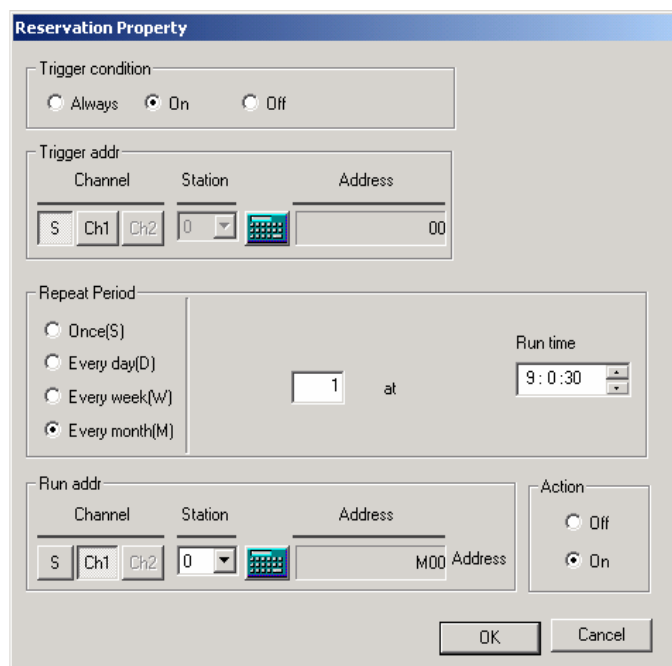 Reservation Property
Trigger condition
Always On Off
Trigger addr
Channel Station Address
S Ch1 Ch2 0 00
Repeat Period
Once(S)
Every day(D)
Every week(W)
Every month(M)
1 at
Run time
9 : 0 :30
Run addr
Channel Station Address
S Ch1 Ch2 0 M00 Address
Action
Off
On
OK Cancel